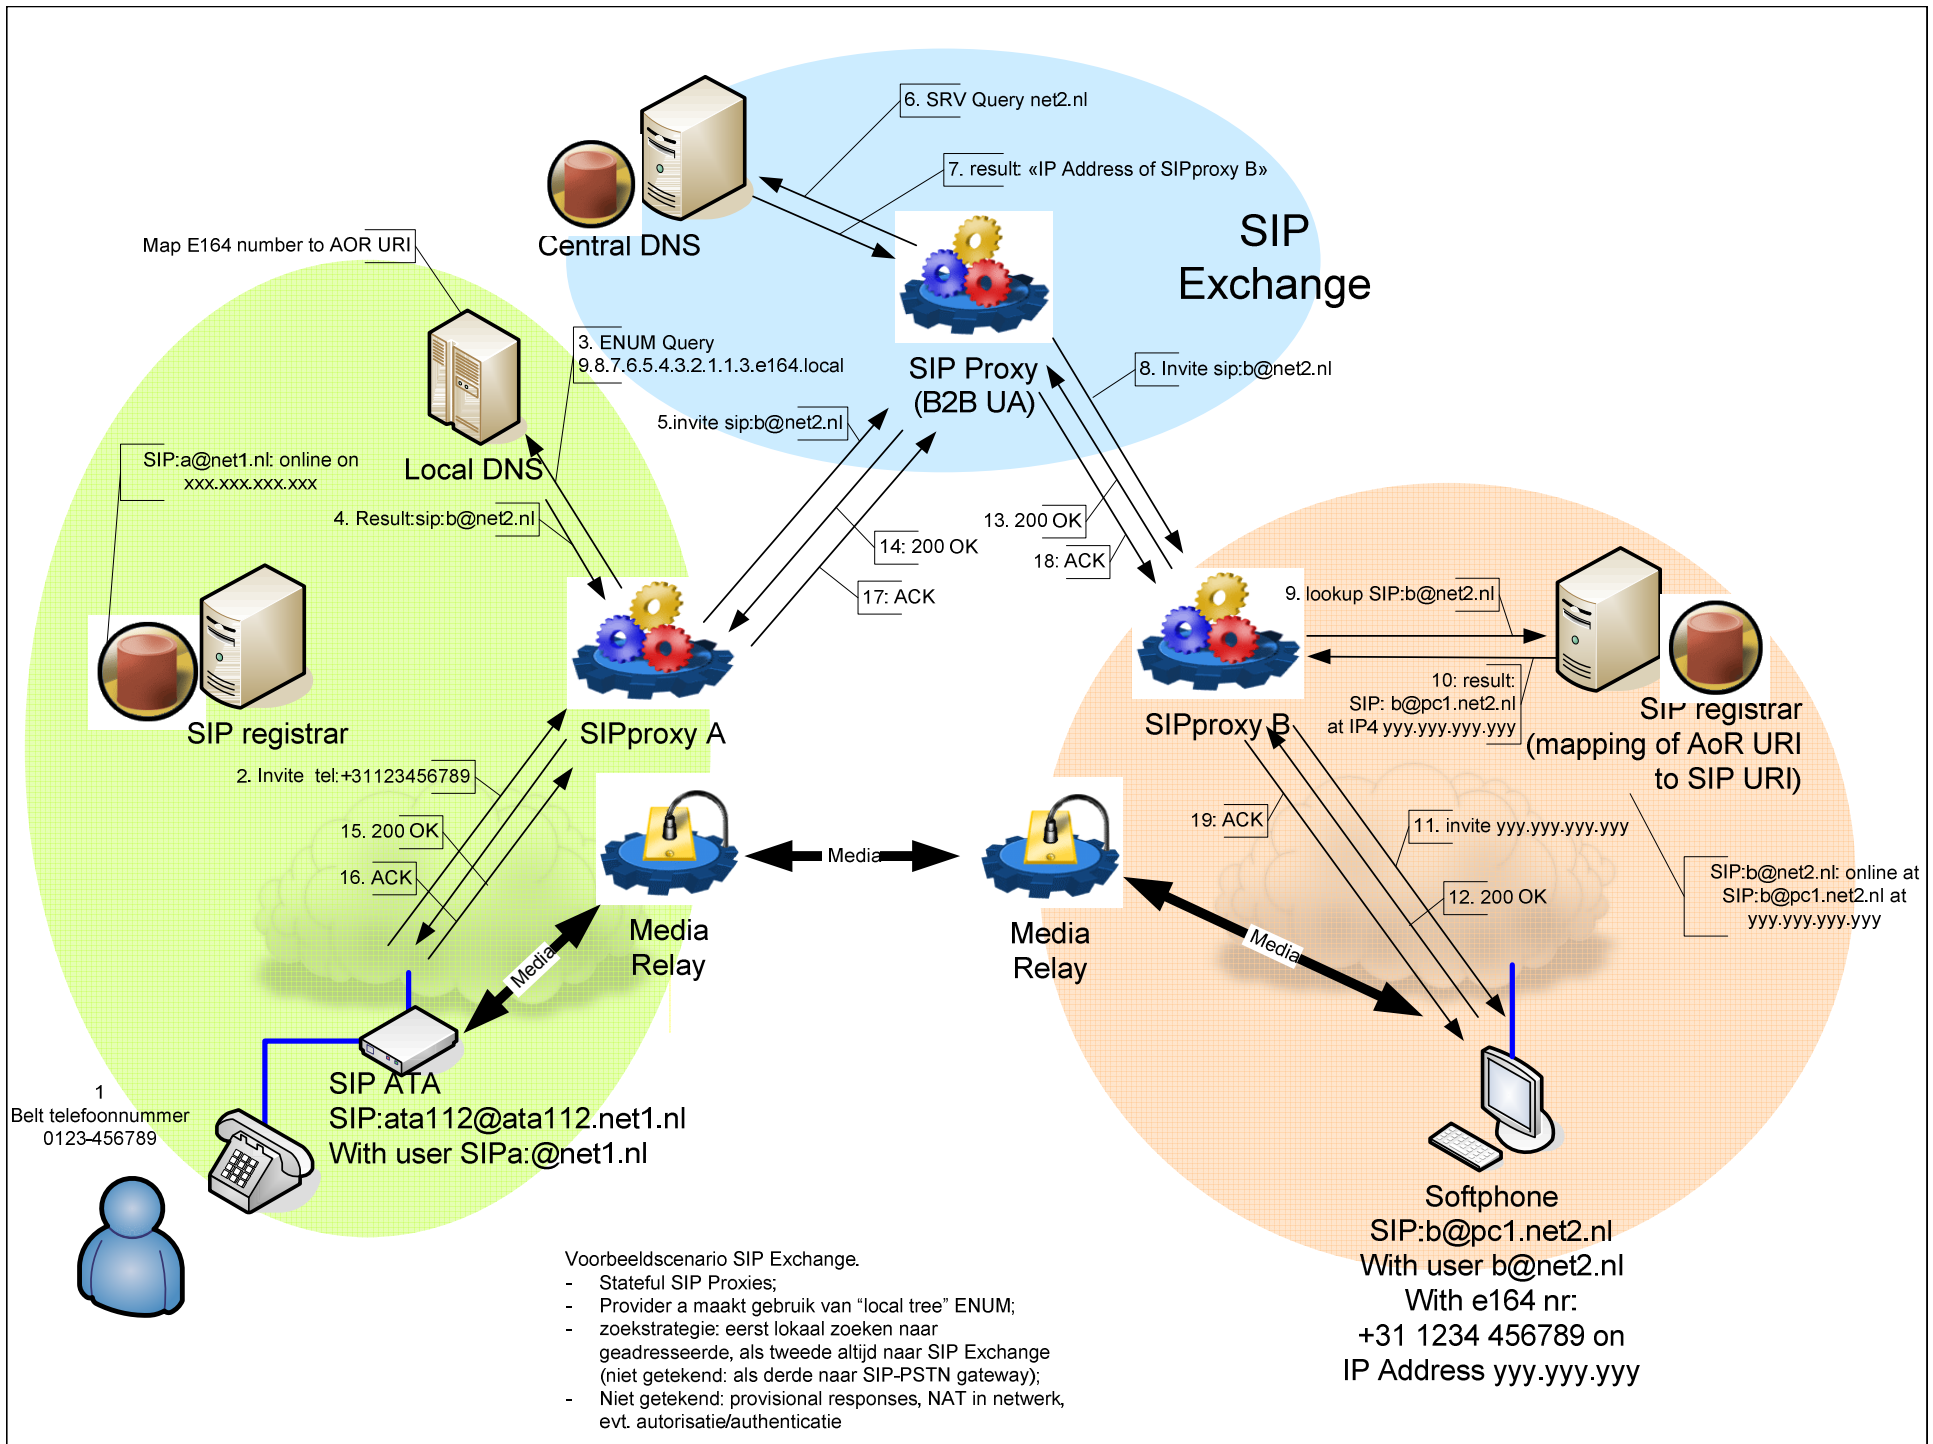 6. SRV Query net2.nl
7. result: «IP Address of SIPproxy B»
Central DNS
SIP
Exchange
Map E164 number to AOR URI
3. ENUM Query
9.8.7.6.5.4.3.2.1.1.3.e164.local
SIP Proxy
(B2B UA)
8. Invite sip:b@net2.nl
5.invite sip:b@net2.nl
SIP:a@net1.nl: online on
xxx.xxx.xxx.xxx
Local DNS
4. Result:sip:b@net2.nl
13. 200 OK
14: 200 OK
18: ACK
17: ACK
9. lookup SIP:b@net2.nl
10: result:
SIP: b@pc1.net2.nl
at IP4 yyy.yyy.yyy.yyy
SIP registrar
SIPproxy A
SIPproxy B
SIP registrar
(mapping of AoR URI
to SIP URI)
2. Invite  tel:+31123456789
15. 200 OK
16. ACK
19: ACK
11. invite yyy.yyy.yyy.yyy
12. 200 OK
SIP:b@net2.nl: online at
SIP:b@pc1.net2.nl at
yyy.yyy.yyy.yyy
Media
Media
Relay
Media
Relay
Media
Media
1
Belt telefoonnummer
0123-456789
SIP ATA
SIP:ata112@ata112.net1.nl
With user SIPa:@net1.nl
Softphone
SIP:b@pc1.net2.nl
With user b@net2.nl
With e164 nr:
+31 1234 456789 on
IP Address yyy.yyy.yyy
Voorbeeldscenario SIP Exchange.
- Stateful SIP Proxies;
- Provider a maakt gebruik van “local tree” ENUM;
- zoekstrategie: eerst lokaal zoeken naar
geadresseerde, als tweede altijd naar SIP Exchange
(niet getekend: als derde naar SIP-PSTN gateway);
- Niet getekend: provisional responses, NAT in netwerk,
evt. autorisatie/authenticatie